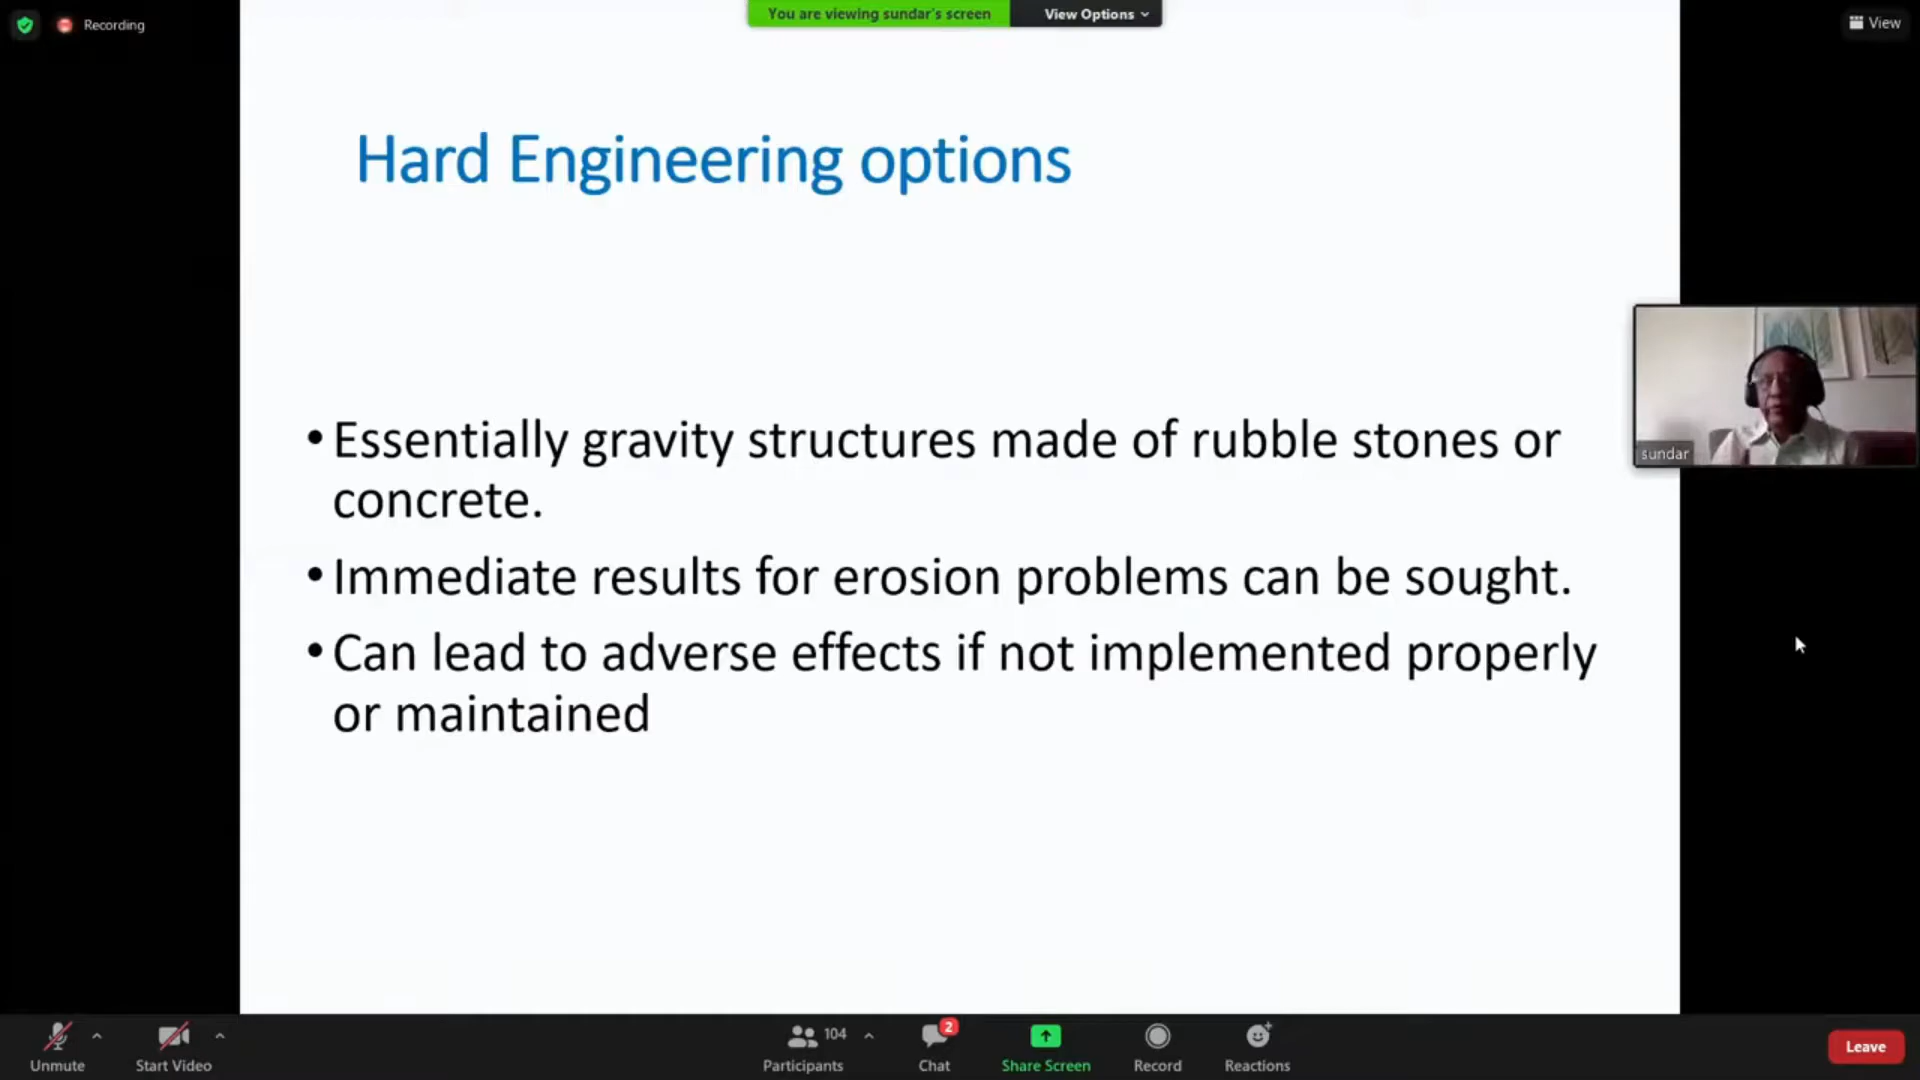 Recording
You are viewing sundar's screen
View Options
View
Hard Engineering options
• Essentially gravity structures made of rubble stones or
concrete.
• Immediate results for erosion problems can be sought.
• Can lead to adverse effects if not implemented properly
or maintained
sundar
Unmute
Start Video
104
Participants
2
Chat
Share Screen
Record
Reactions
Leave